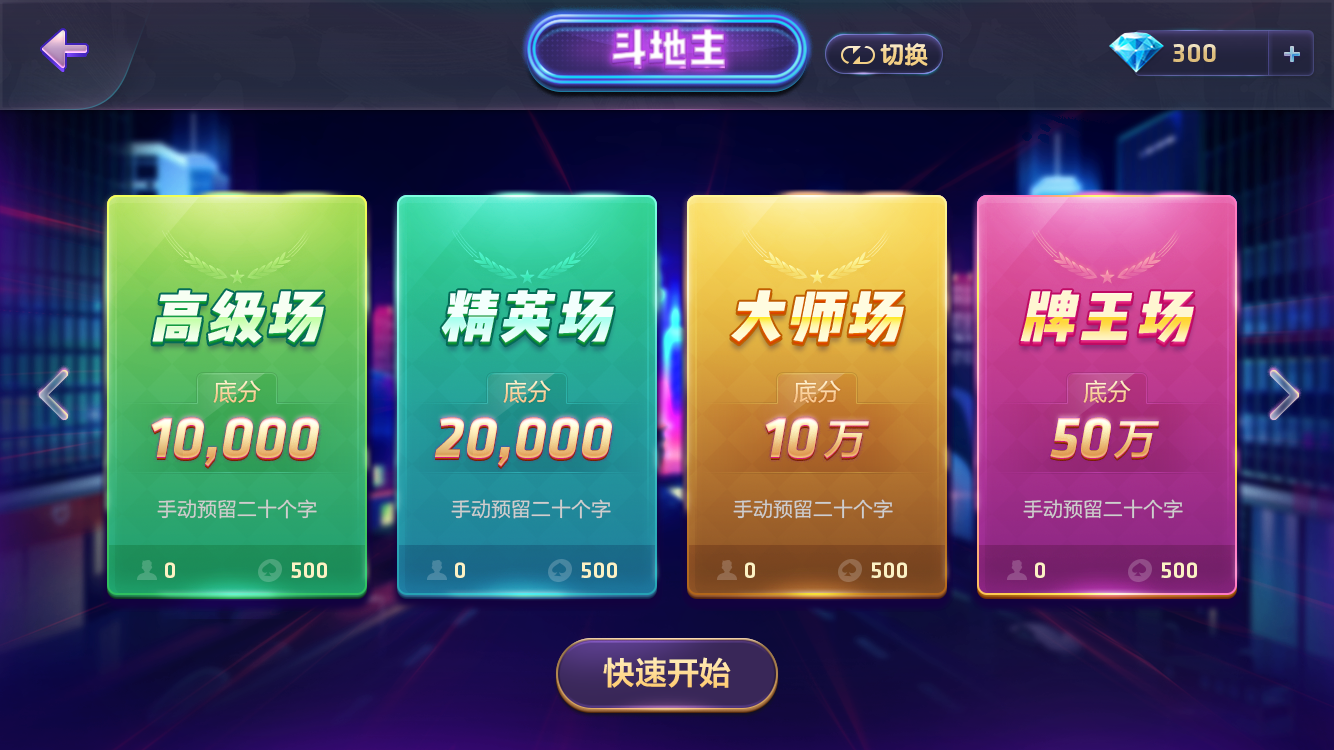 斗地主
切换
300
+
高级场
底分
10,000
手动预留二十个字
0
500
精英场
底分
20,000
手动预留二十个字
0
500
大师场
底分
10万
手动预留二十个字
0
500
牌王场
底分
50万
手动预留二十个字
0
500
快速开始